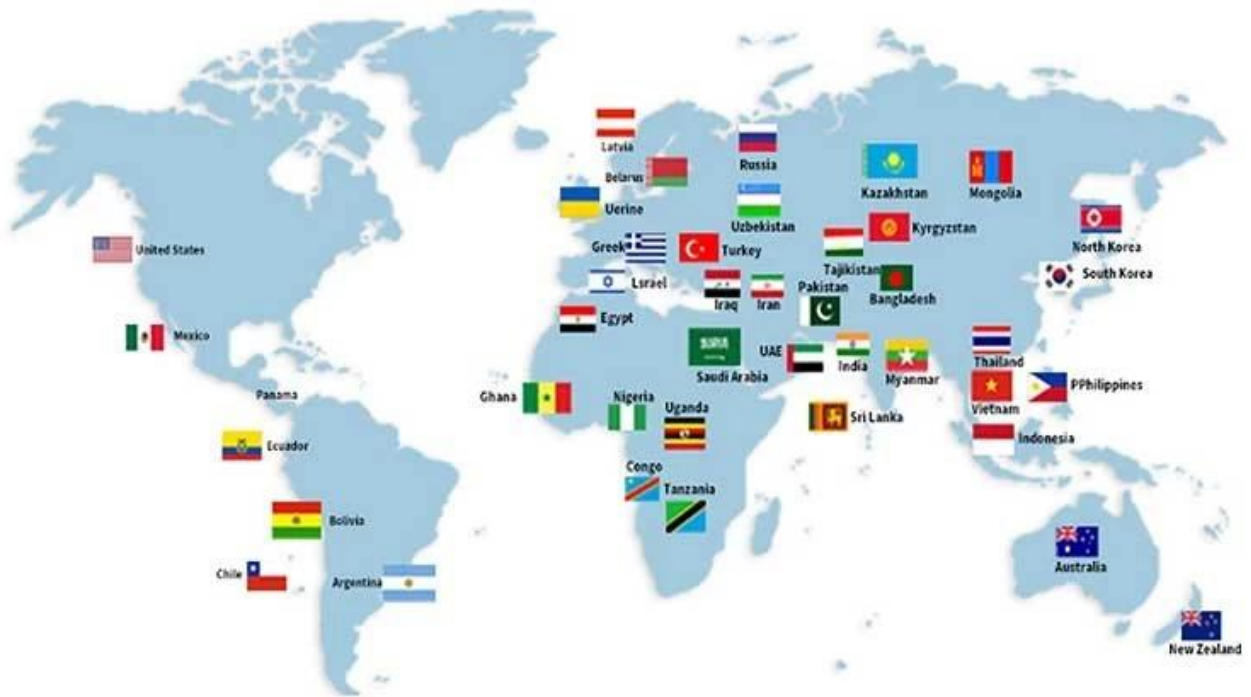 Latvia
Russia
Belarus
Kazakhstan
Mongolia
Uerine
Uzbekistan
Kyrgyzstan
United States
Greek
Turkey
North Korea
Tajikistan
South Korea
Lsrael
Iraq
Iran
Pakistan
Bangladesh
Egypt
Mexico
UAE
India
Thailand
Saudi Arabia
Myanmar
PPhilippines
Panama
Ghana
Nigeria
Uganda
Vietnam
Sri Lanka
Ecuador
Indonesia
Congo
Tanzania
Bolivia
Australia
Chile
Argentina
New Zealand